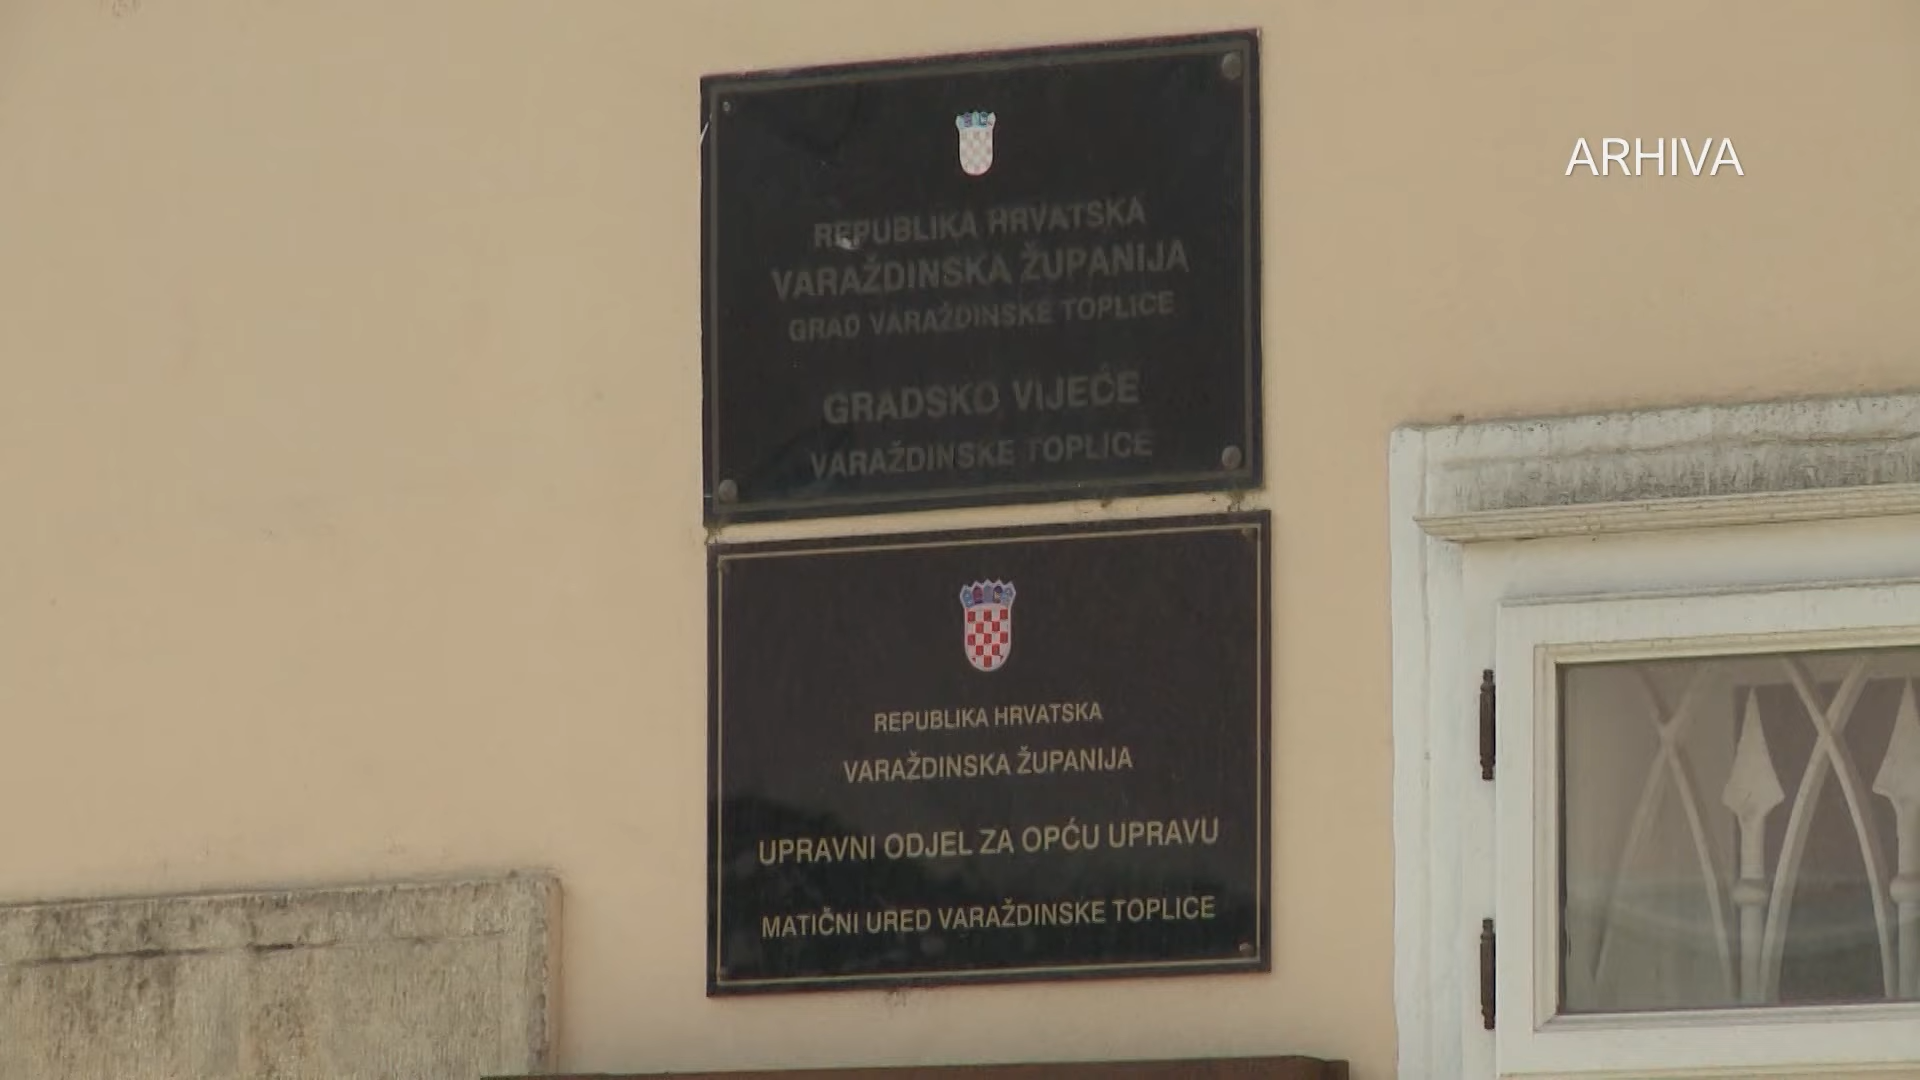 ARHIVA
REPUBLIKA HRVATSKA
VARAŽDINSKA ŽUPANIJA
GRAD VARAŽDINSKE TOPLICE
GRADSKO VIJEĆE
VARAŽDINSKE TOPLICE
REPUBLIKA HRVATSKA
VARAŽDINSKA ŽUPANIJA
UPRAVNI ODJEL ZA OPĆU UPRAVU
MATIČNI URED VARAŽDINSKE TOPLICE